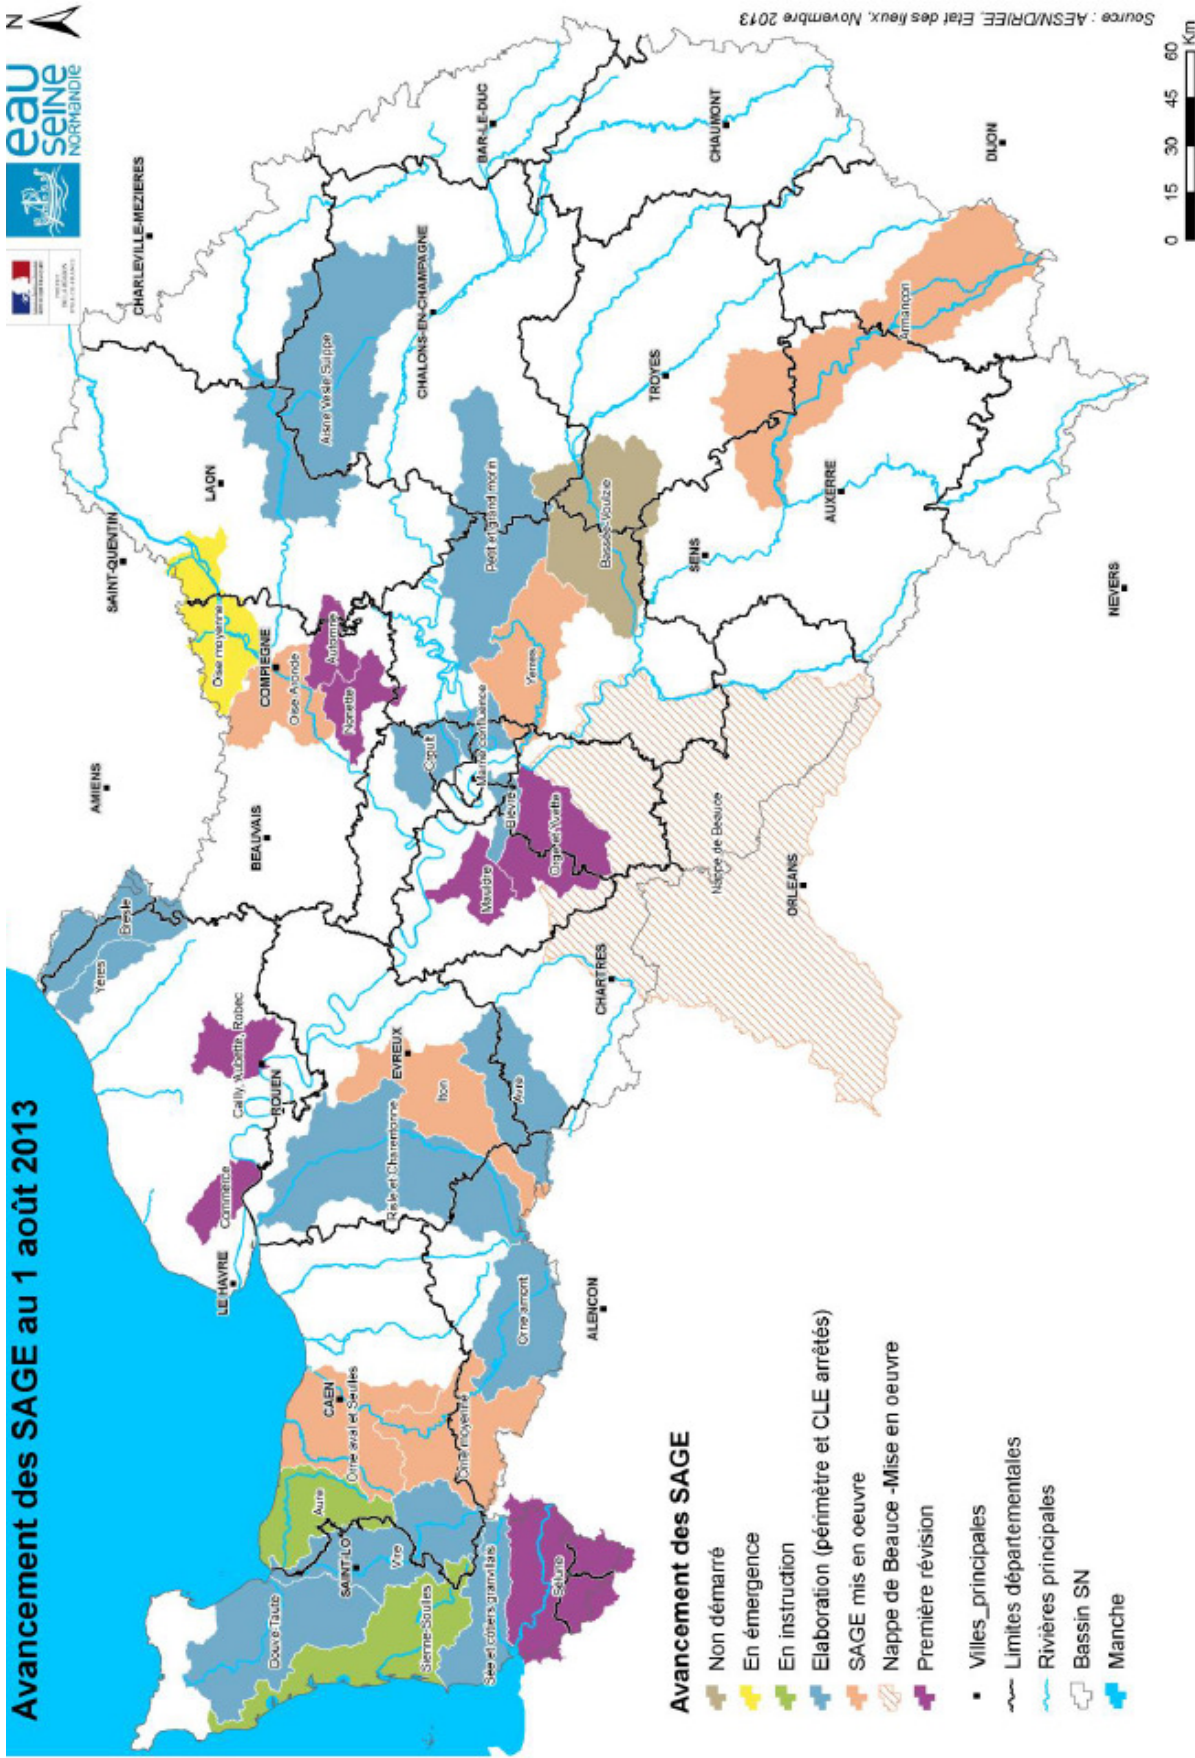 Avancement des SAGE au 1 août 2013
eau
seine
NORMANDIE
N
CHARLEVILLE-MEZIERES
SAINT-QUENTIN
LAON
AMIENS
Oise moyenne
COMPIEGNE
Oise Aronde
Automne
Nonette
BEAUVAIS
Bresle
Yères
Cailly, Aubette, Robec
ROUEN
Commerce
LE HAVRE
Aisne Vesle Suippe
CHALONS-EN-CHAMPAGNE
BAR-LE-DUC
Petit et grand morin
Croult
Marne confluence
Bièvre
Yerres
Mauldre
Orge et Yvette
EVREUX
Iton
Risle et Charentonne
Avre
CAEN
Orne aval et Seulles
Orne moyenne
Orne amont
ALENCON
Aure
SAINT-LO
Vire
Douve-Taute
Sienne-Soulles
Sée et côtiers granvillais
Sélune
Bassée-Voulzie
TROYES
CHAUMONT
SENS
AUXERRE
Armançon
DIJON
NEVERS
Nappe de Beauce
CHARTRES
ORLEANS
Avancement des SAGE
Non démarré
En émergence
En instruction
Elaboration (périmètre et CLE arrêtés)
SAGE mis en oeuvre
Nappe de Beauce -Mise en oeuvre
Première révision
Villes_principales
Limites départementales
Rivières principales
Bassin SN
Manche
0 15 30 45 60
Km
Source : AESN/DRIEE, Etat des lieux, Novembre 2013